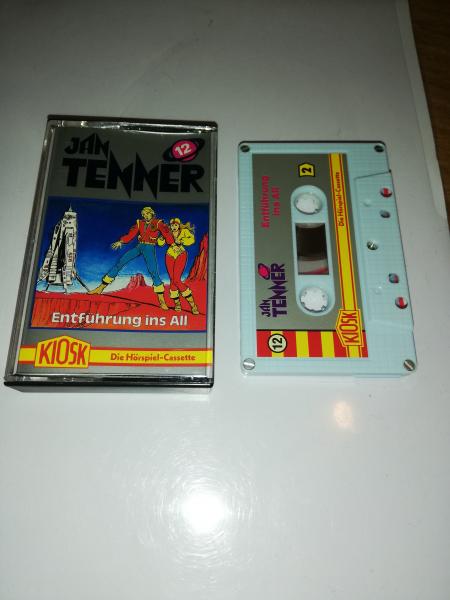 JAN
12
TENNER
Entführung ins All
KIOSK
Die Hörspiel-Cassette
12
JAN
TENNER
Entführung
ins All
2
KIOSK
Die Hörspiel-Cassette